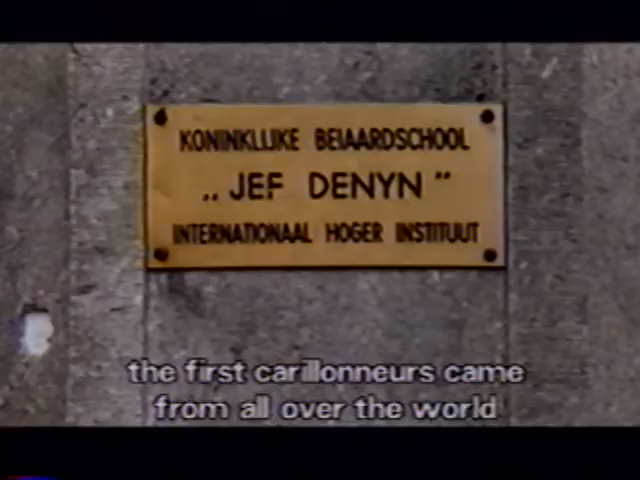 KONINKLIJKE BEIAARDSCHOOL
„ JEF DENYN "
INTERNATIONAAL HOGER INSTITUUT
the first carillonneurs came
from all over the world